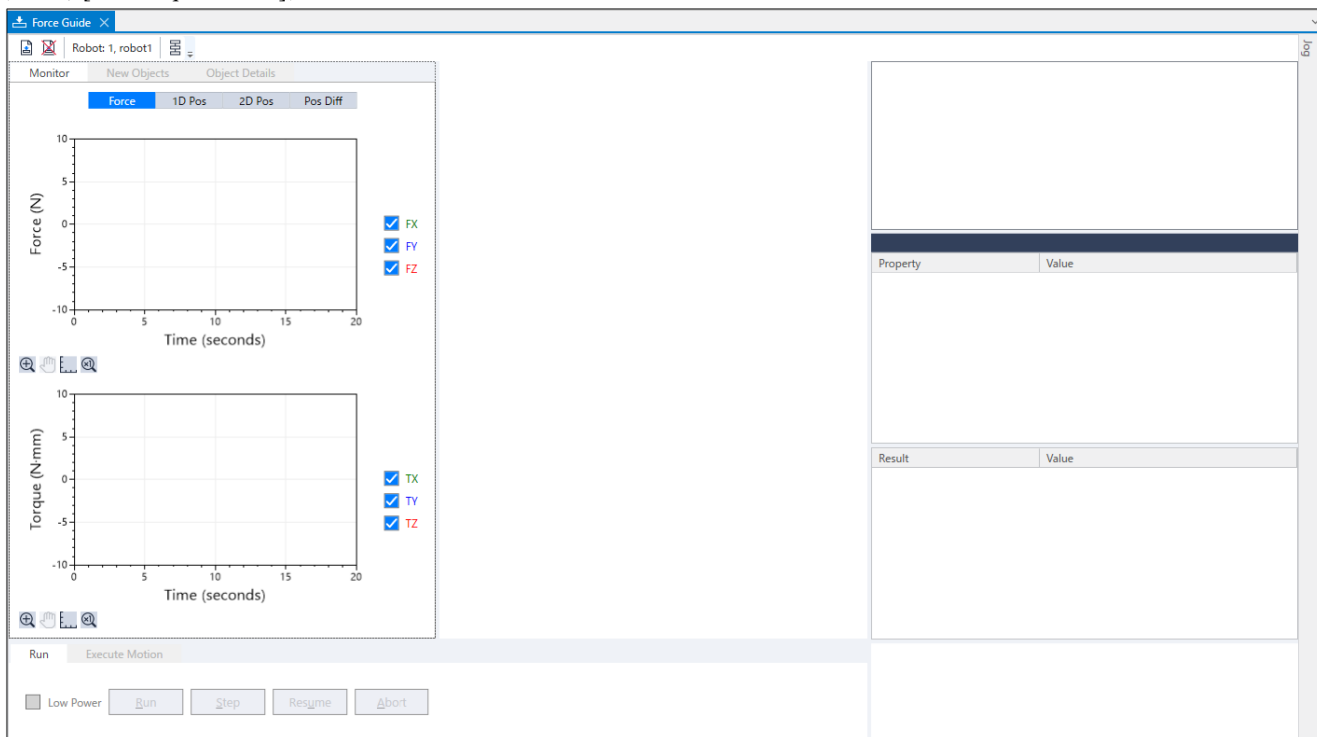 Force Guide
Robot: 1, robot1
Jog
Monitor New Objects Object Details
Force 1D Pos 2D Pos Pos Diff
10
5
0
-5
-10
Force (N)
0 5 10 15 20
Time (seconds)
FX
FY
FZ
10
5
0
-5
-10
Torque (N·mm)
0 5 10 15 20
Time (seconds)
TX
TY
TZ
Property Value
Result Value
Run Execute Motion
Low Power Run Step Resume Abort